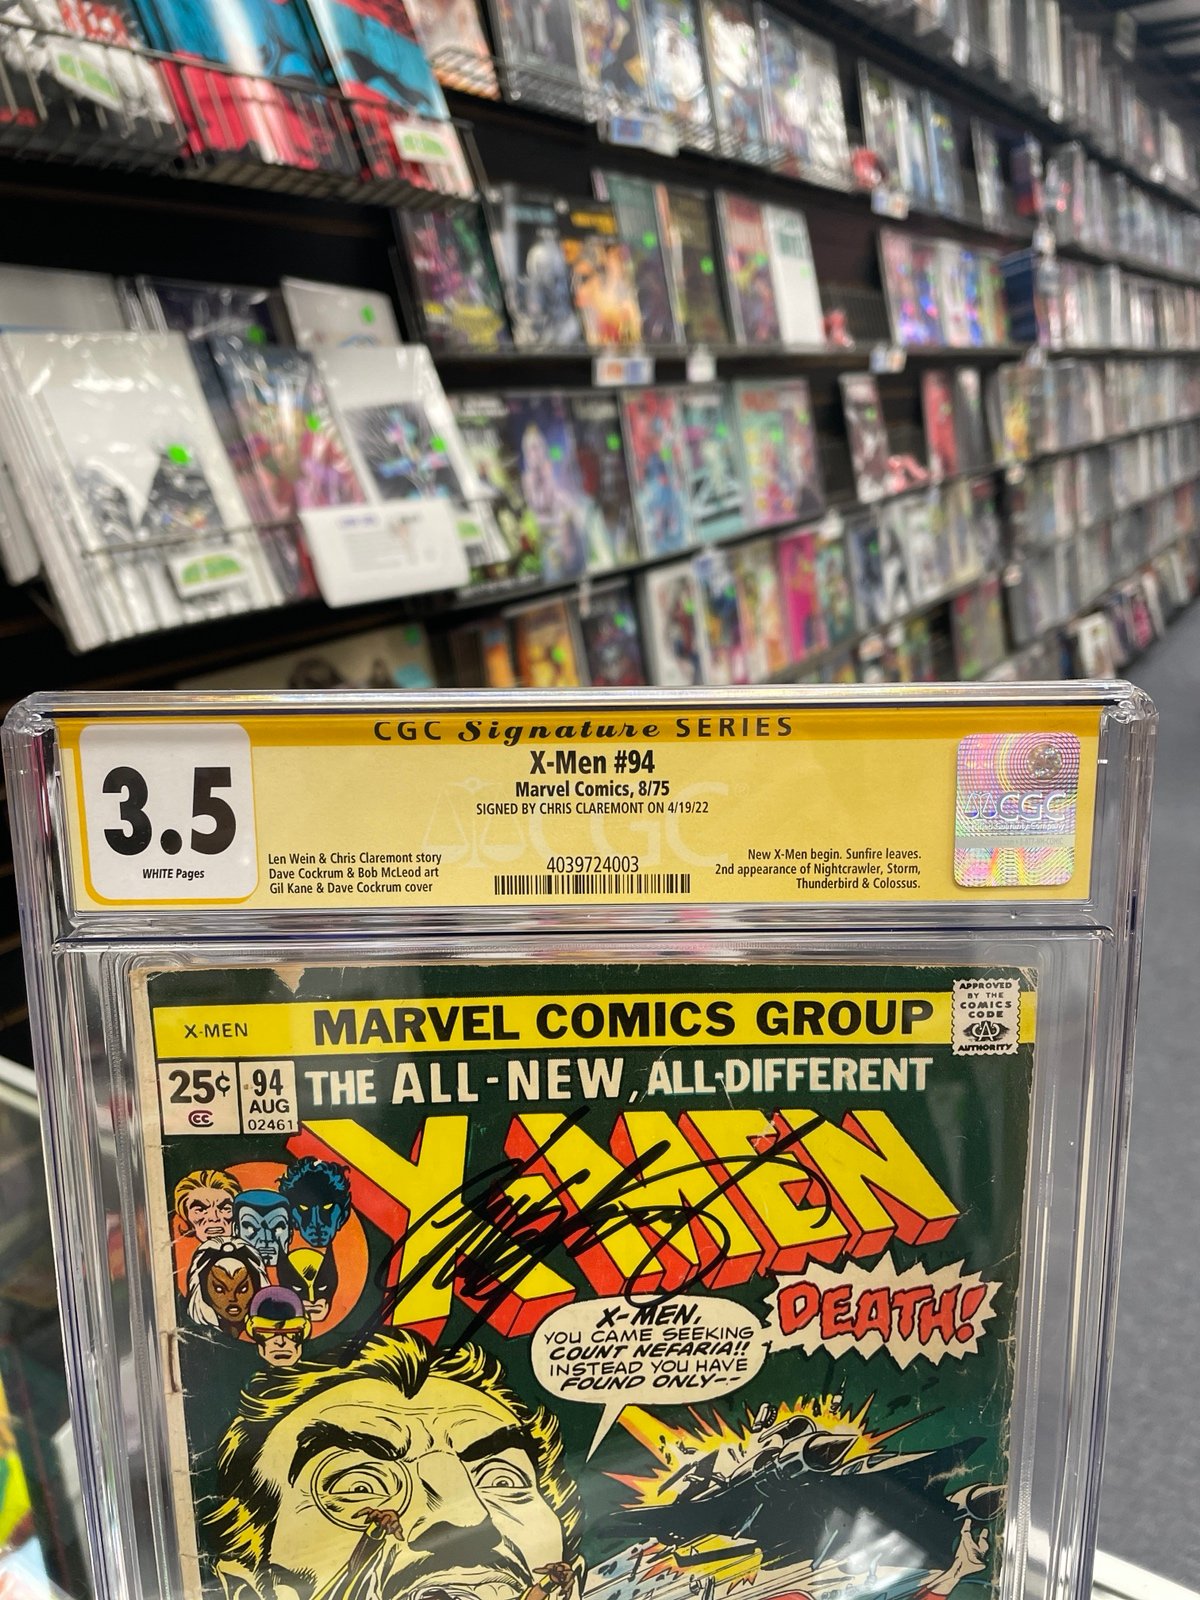 CGC Signature SERIES
X-Men #94
Marvel Comics, 8/75
SIGNED BY CHRIS CLAREMONT ON 4/19/22
3.5
WHITE Pages
Len Wein & Chris Claremont story
Dave Cockrum & Bob McLeod art
Gil Kane & Dave Cockrum cover
4039724003
New X-Men begin. Sunfire leaves.
2nd appearance of Nightcrawler, Storm,
Thunderbird & Colossus.
CGC
X-MEN
MARVEL COMICS GROUP
APPROVED
BY THE
COMICS
CODE
CA
AUTHORITY
25¢
CC
94
AUG
02461
THE ALL-NEW, ALL-DIFFERENT
X-MEN
X-MEN,
YOU CAME SEEKING
COUNT NEFARIA!!
INSTEAD YOU HAVE
FOUND ONLY--
DEATH!